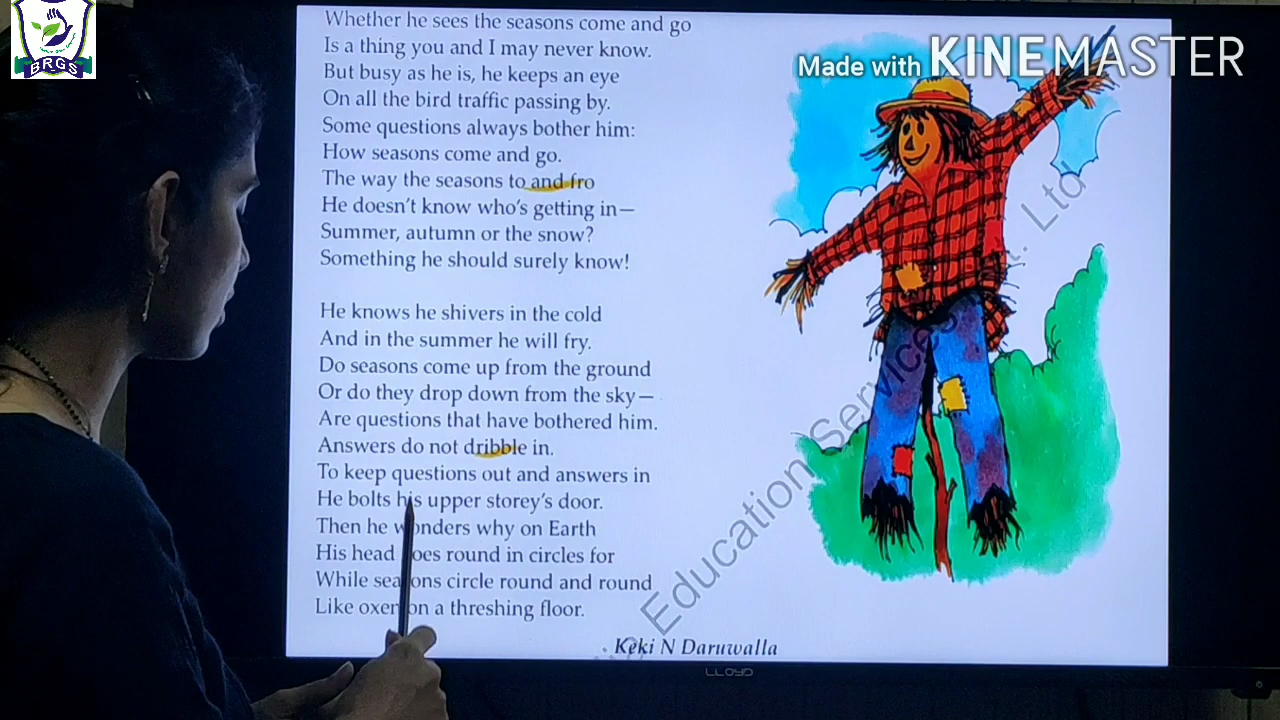 BRGS
Made with KINEMASTER
Whether he sees the seasons come and go
Is a thing you and I may never know.
But busy as he is, he keeps an eye
On all the bird traffic passing by.
Some questions always bother him:
How seasons come and go.
The way the seasons to and fro
He doesn't know who's getting in—
Summer, autumn or the snow?
Something he should surely know!
He knows he shivers in the cold
And in the summer he will fry.
Do seasons come up from the ground
Or do they drop down from the sky—
Are questions that have bothered him.
Answers do not dribble in.
To keep questions out and answers in
He bolts his upper storey's door.
Then he wonders why on Earth
His head goes round in circles for
While seasons circle round and round
Like oxen on a threshing floor.
Keki N Daruwalla
Education Services Ltd
LLOYD